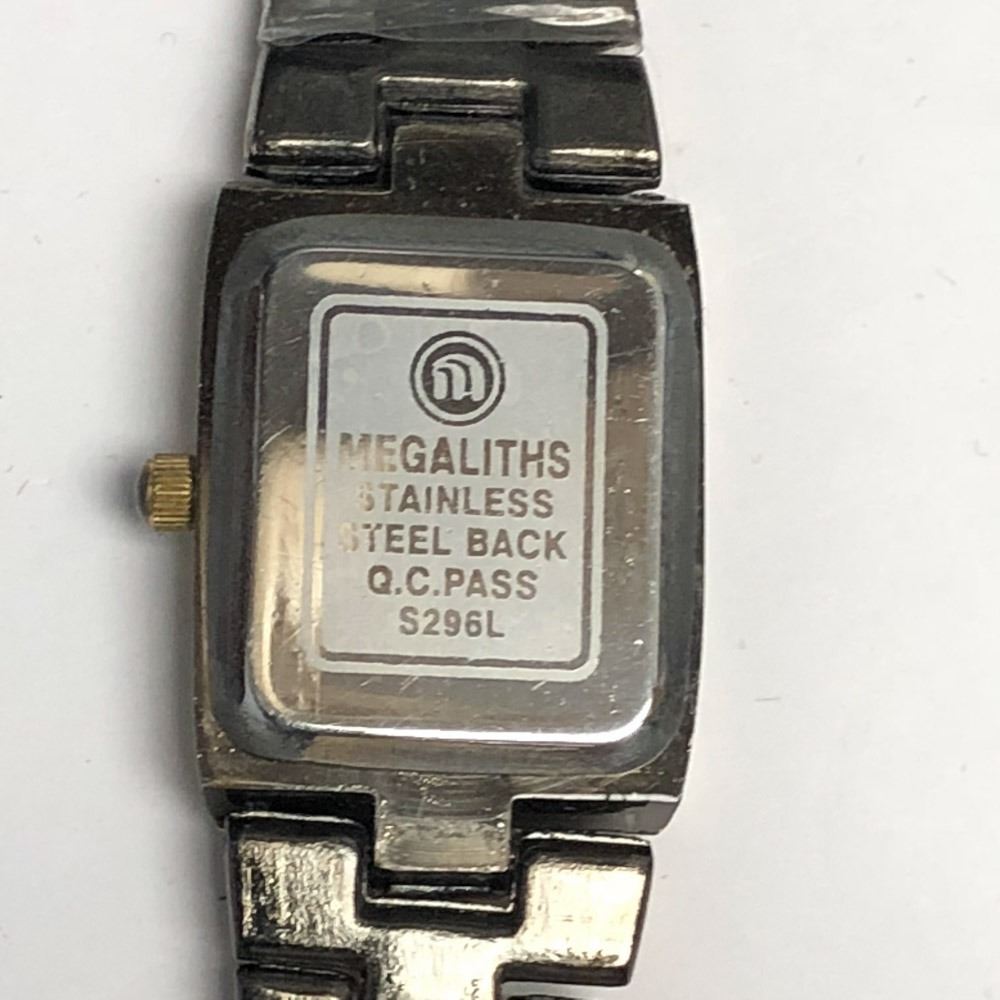 MEGALITHS
STAINLESS
STEEL BACK
Q.C.PASS
S296L